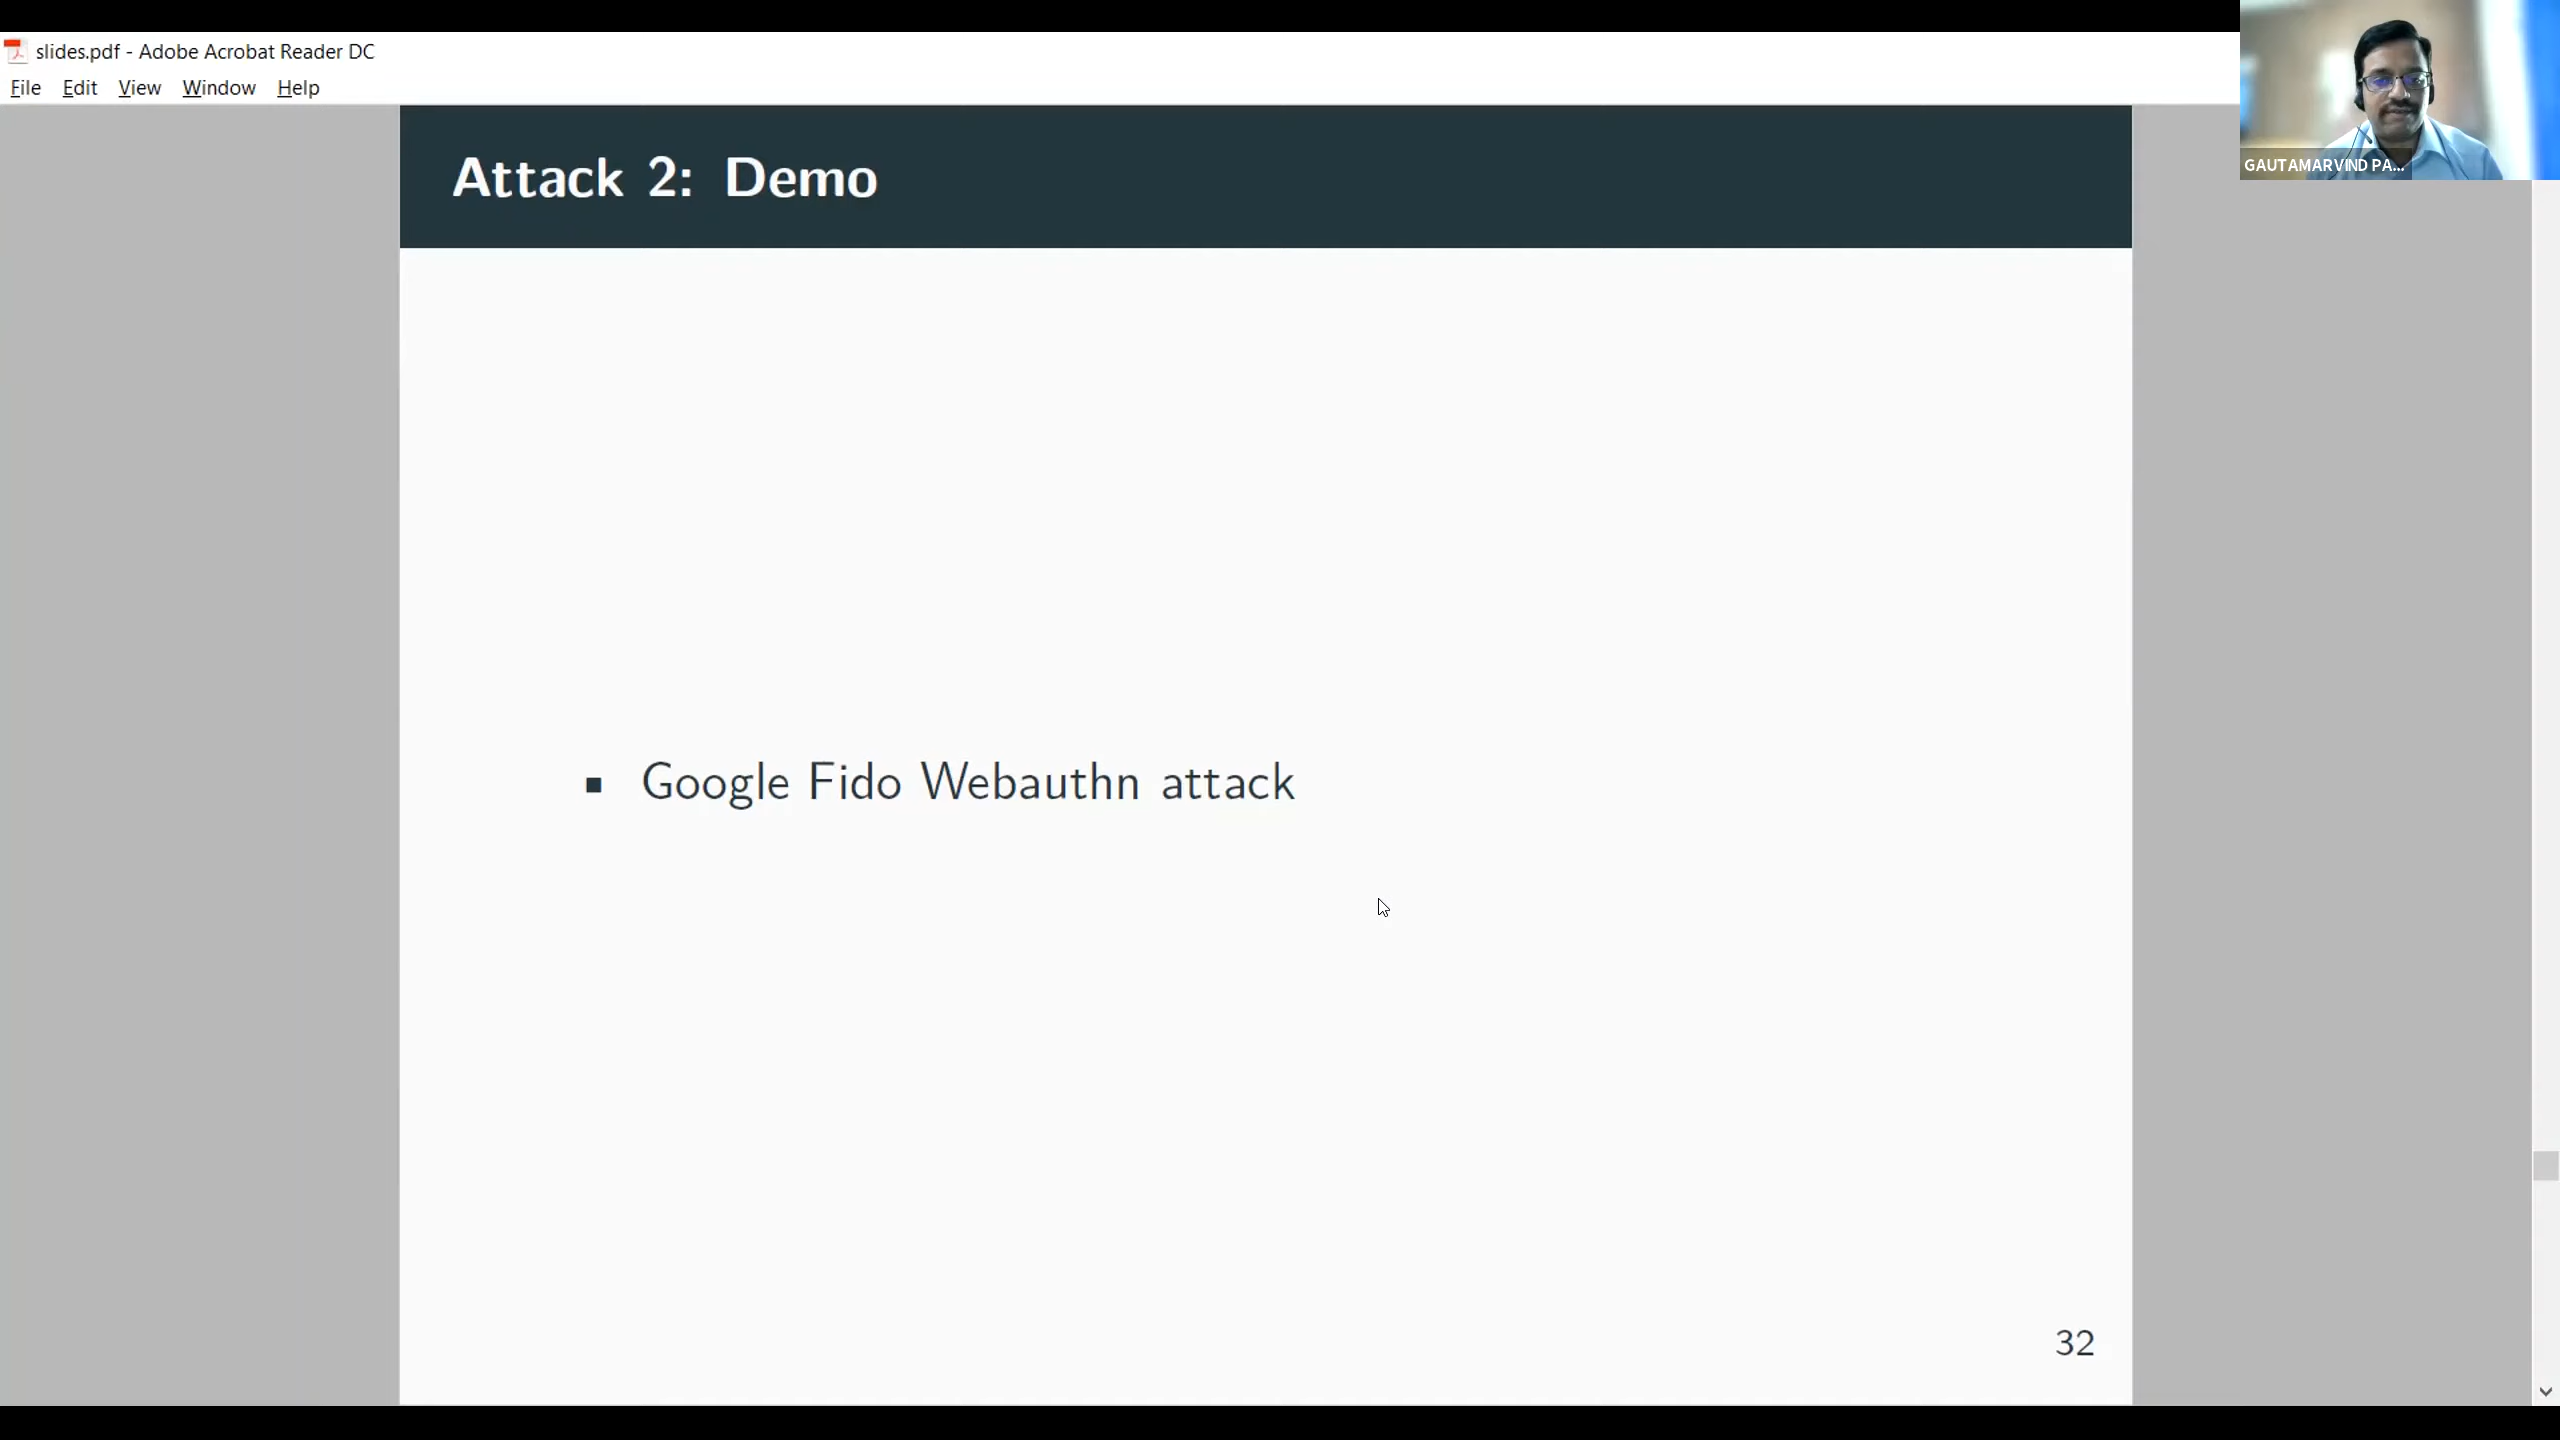 slides.pdf - Adobe Acrobat Reader DC
File Edit View Window Help
GAUTAMARVIND PA...
Attack 2: Demo
▪ Google Fido Webauthn attack
32